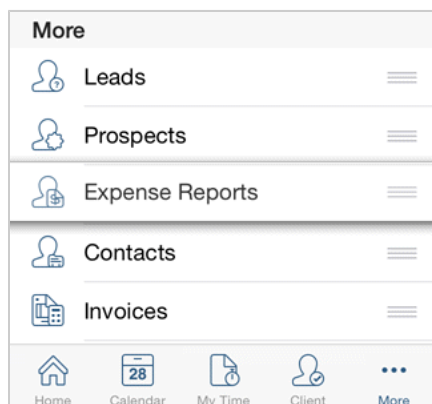 More
Leads
Prospects
Expense Reports
Contacts
Invoices
28
Home Calendar My Time Client More